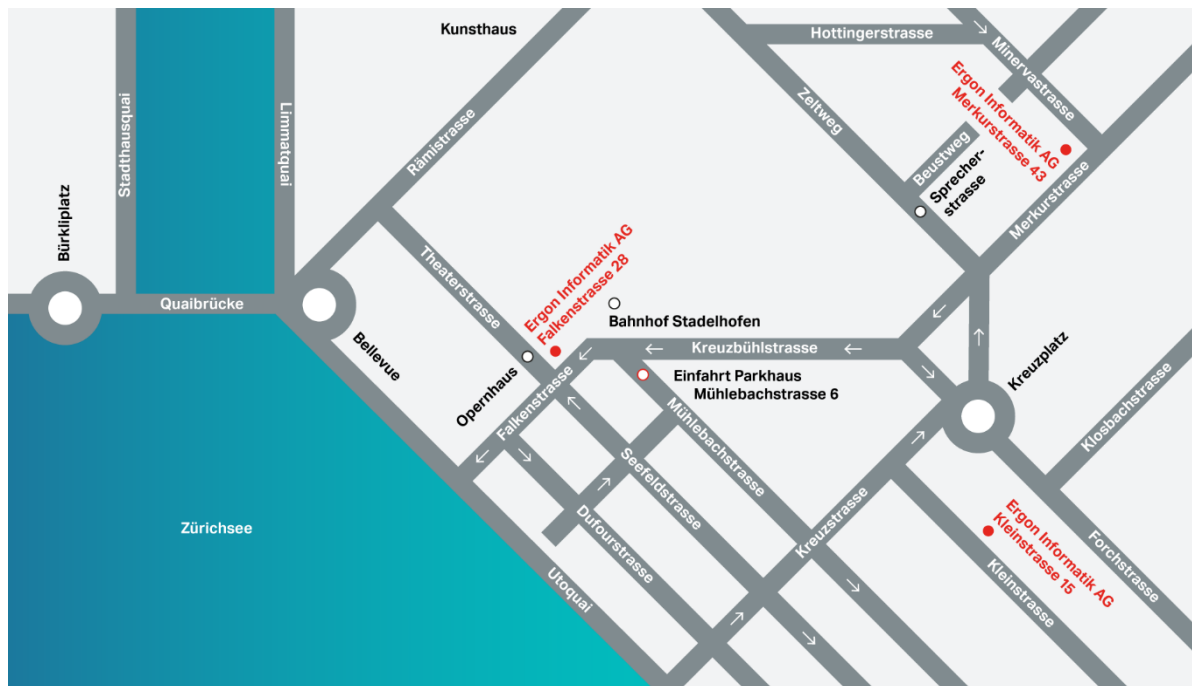 Kunsthaus
Hottingerstrasse
Minervastrasse
Ergon Informatik AG
Merkurstrasse 43
Stadthausquai
Limmatquai
Rämistrasse
Zeltweg
Beustweg
Sprecher-
strasse
Merkurstrasse
Bürkliplatz
Quaibrücke
Bellevue
Theaterstrasse
Ergon Informatik AG
Falkenstrasse 28
Opernhaus
Bahnhof Stadelhofen
Kreuzbühlstrasse
Einfahrt Parkhaus
Mühlebachstrasse 6
Kreuzplatz
Falkenstrasse
Mühlebachstrasse
Seefeldstrasse
Dufourstrasse
Klosbachstrasse
Kreuzstrasse
Zürichsee
Utoquai
Ergon Informatik AG
Kleinstrasse 15
Kleinstrasse
Forchstrasse